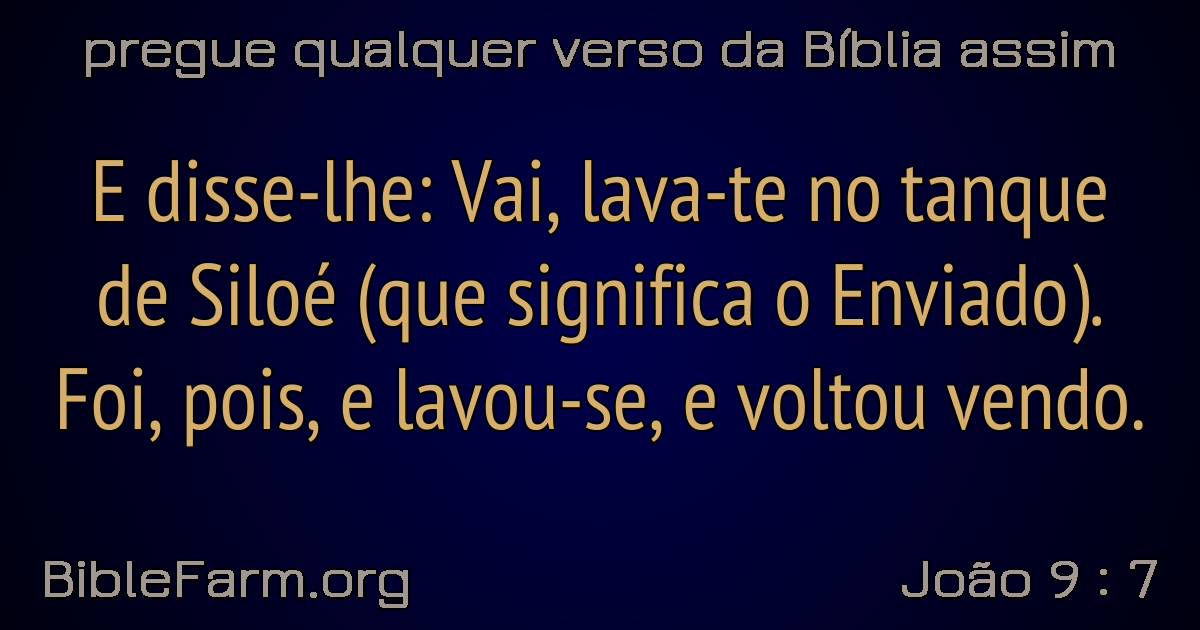 pregue qualquer verso da Bíblia assim
E disse-lhe: Vai, lava-te no tanque
de Siloé (que significa o Enviado).
Foi, pois, e lavou-se, e voltou vendo.
BibleFarm.org
João 9 : 7